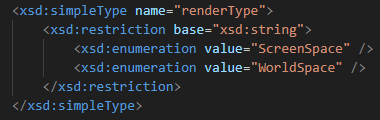 <xsd:simpleType name="renderType">
<xsd:restriction base="xsd:string">
<xsd:enumeration value="ScreenSpace" />
<xsd:enumeration value="WorldSpace" />
</xsd:restriction>
</xsd:simpleType>